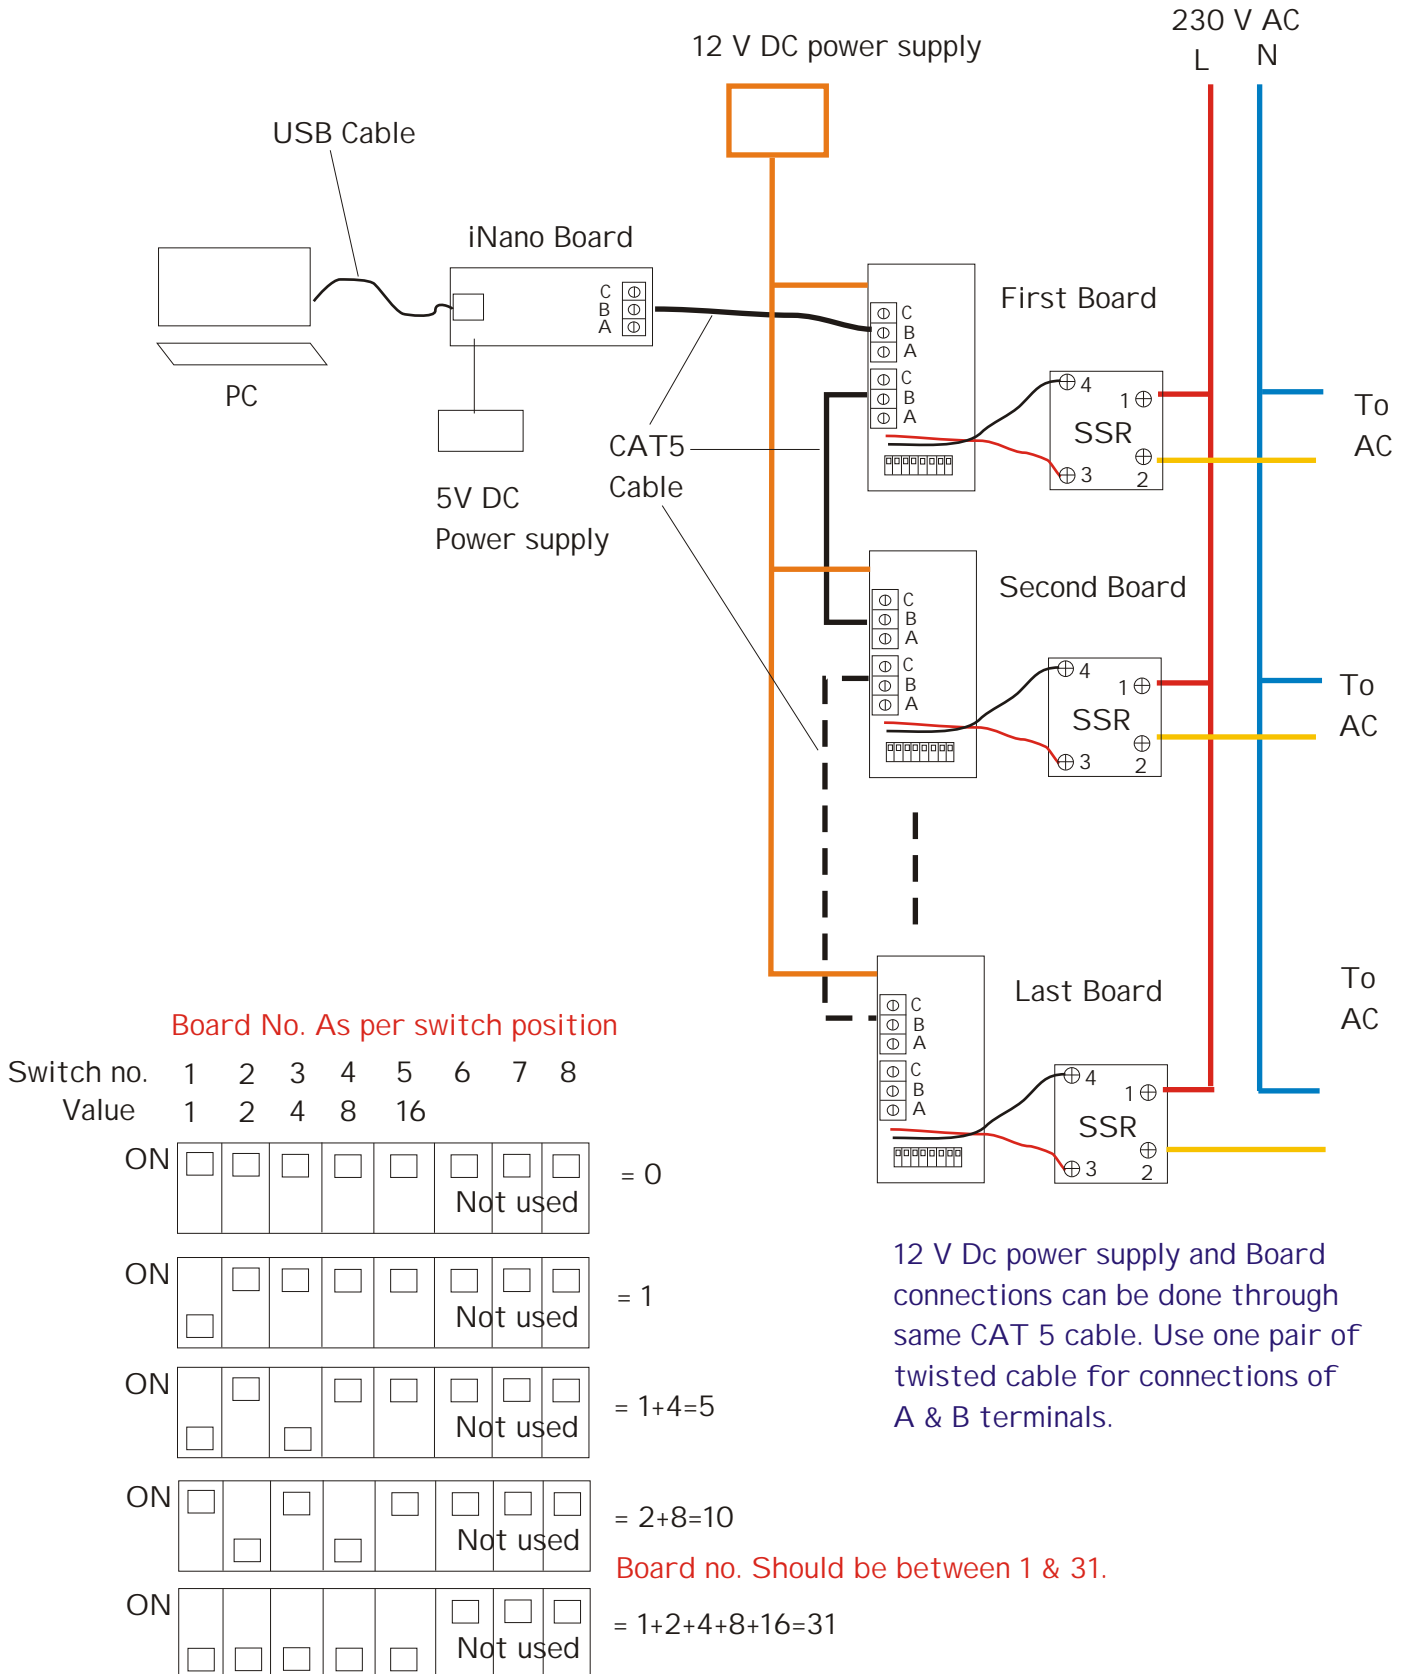 230 V AC
L N
12 V DC power supply
USB Cable
iNano Board
C
B
A
PC
5V DC
Power supply
CAT5
Cable
First Board
C
B
A
C
B
A
4
1
SSR
3
2
To
AC
Second Board
C
B
A
C
B
A
4
1
SSR
3
2
To
AC
Last Board
C
B
A
C
B
A
4
1
SSR
3
2
To
AC
Board No. As per switch position
Switch no. 1 2 3 4 5 6 7 8
Value 1 2 4 8 16
ON Not used = 0
ON Not used = 1
ON Not used = 1+4=5
ON Not used = 2+8=10
Board no. Should be between 1 & 31.
ON Not used = 1+2+4+8+16=31
12 V Dc power supply and Board
connections can be done through
same CAT 5 cable. Use one pair of
twisted cable for connections of
A & B terminals.